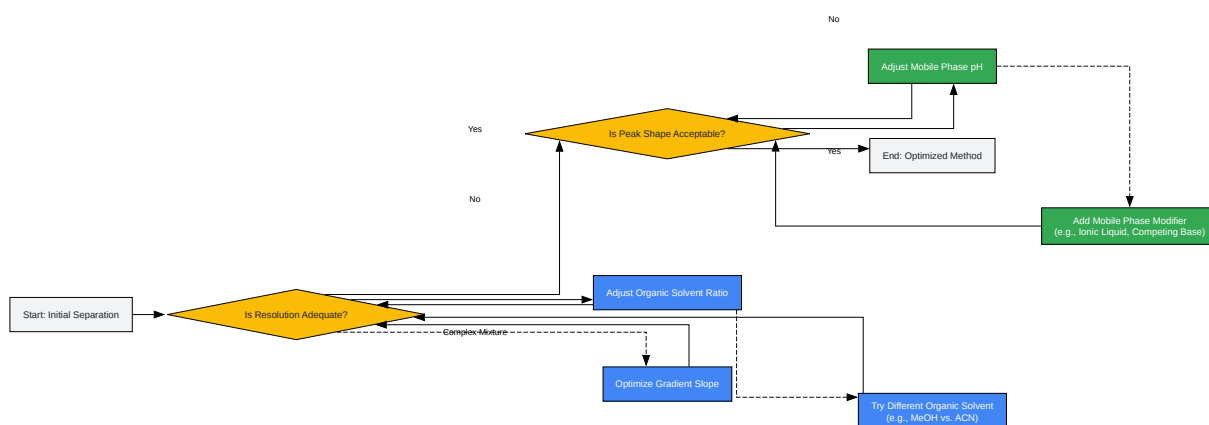 No
Adjust Mobile Phase pH
Yes
Is Peak Shape Acceptable?
Yes
End: Optimized Method
No
Add Mobile Phase Modifier
(e.g., Ionic Liquid, Competing Base)
Adjust Organic Solvent Ratio
Start: Initial Separation
Is Resolution Adequate?
Complex Mixture
Optimize Gradient Slope
Try Different Organic Solvent
(e.g., MeOH vs. ACN)